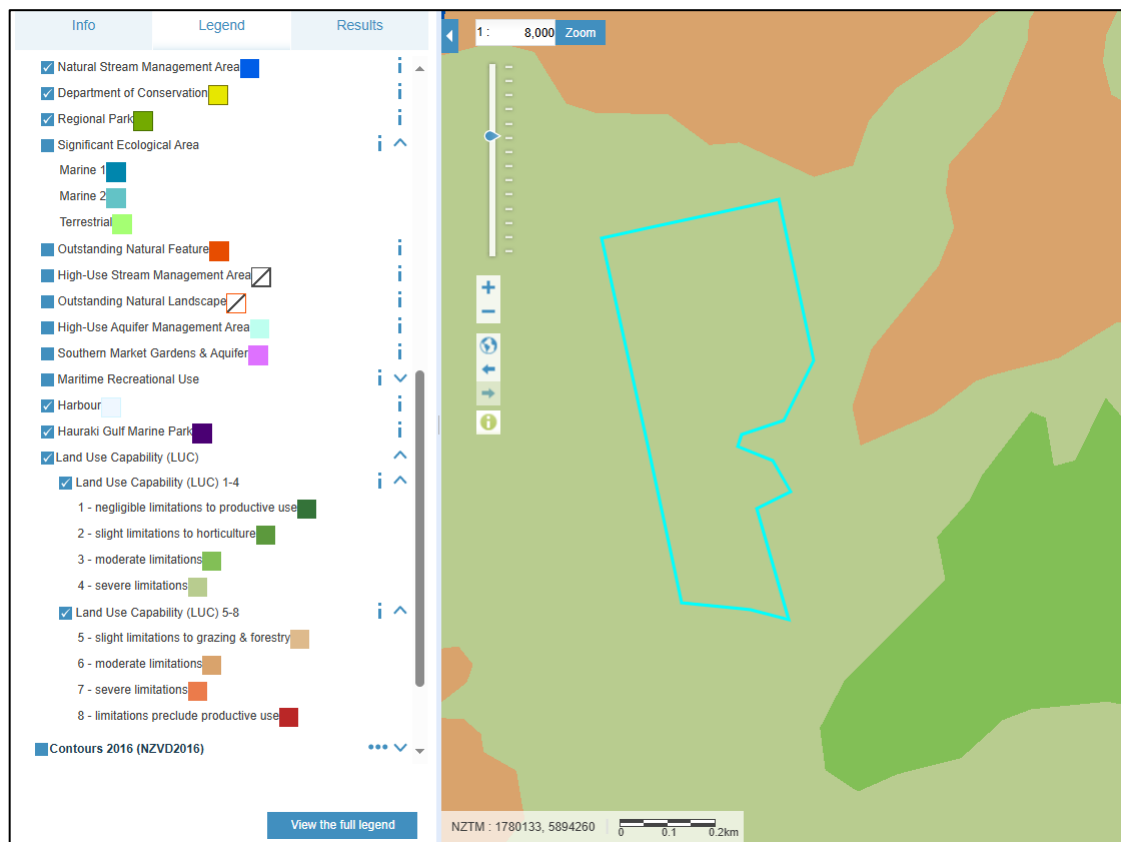 Info Legend Results
Natural Stream Management Area
Department of Conservation
Regional Park
Significant Ecological Area
Marine 1
Marine 2
Terrestrial
Outstanding Natural Feature
High-Use Stream Management Area
Outstanding Natural Landscape
High-Use Aquifer Management Area
Southern Market Gardens & Aquifer
Maritime Recreational Use
Harbour
Hauraki Gulf Marine Park
Land Use Capability (LUC)
Land Use Capability (LUC) 1-4
1 - negligible limitations to productive use
2 - slight limitations to horticulture
3 - moderate limitations
4 - severe limitations
Land Use Capability (LUC) 5-8
5 - slight limitations to grazing & forestry
6 - moderate limitations
7 - severe limitations
8 - limitations preclude productive use
Contours 2016 (NZVD2016)
View the full legend
1 : 8,000 Zoom
NZTM : 1780133, 5894260
0 0.1 0.2km